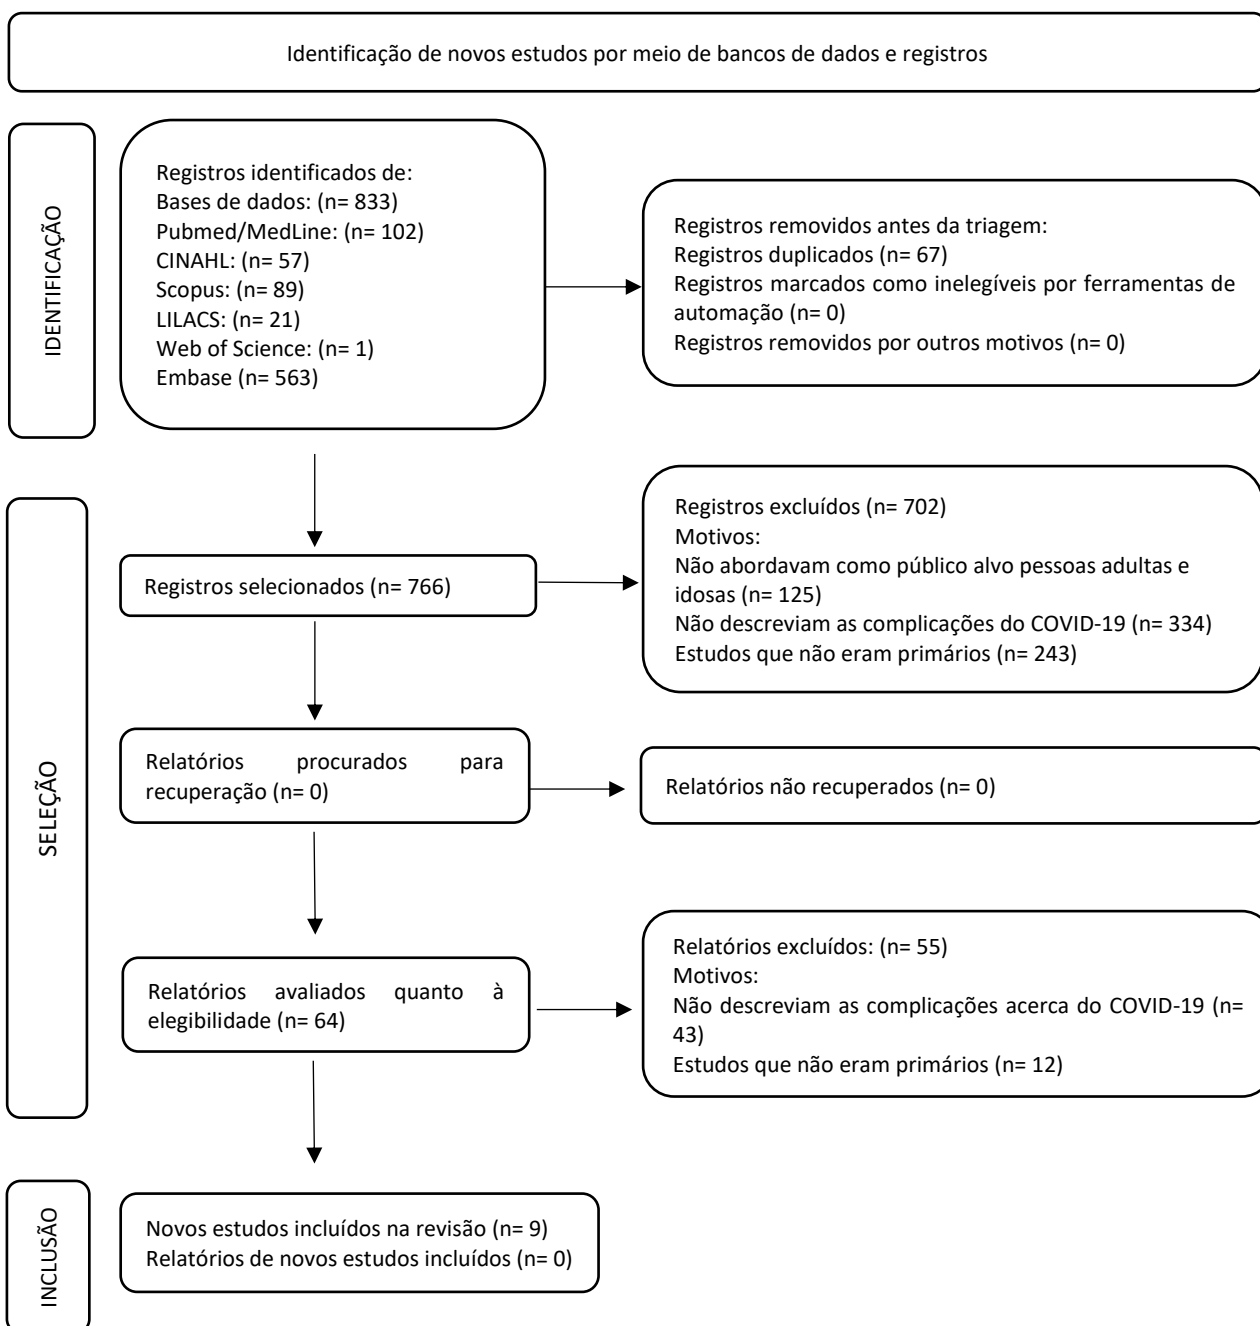 Identificação de novos estudos por meio de bancos de dados e registros
IDENTIFICAÇÃO
Registros identificados de:
Bases de dados: (n= 833)
Pubmed/MedLine: (n= 102)
CINAHL: (n= 57)
Scopus: (n= 89)
LILACS: (n= 21)
Web of Science: (n= 1)
Embase (n= 563)
Registros removidos antes da triagem:
Registros duplicados (n= 67)
Registros marcados como inelegíveis por ferramentas de
automação (n= 0)
Registros removidos por outros motivos (n= 0)
SELEÇÃO
Registros selecionados (n= 766)
Registros excluídos (n= 702)
Motivos:
Não abordavam como público alvo pessoas adultas e
idosas (n= 125)
Não descreviam as complicações do COVID-19 (n= 334)
Estudos que não eram primários (n= 243)
Relatórios procurados para
recuperação (n= 0)
Relatórios não recuperados (n= 0)
Relatórios avaliados quanto à
elegibilidade (n= 64)
Relatórios excluídos: (n= 55)
Motivos:
Não descreviam as complicações acerca do COVID-19 (n=
43)
Estudos que não eram primários (n= 12)
INCLUSÃO
Novos estudos incluídos na revisão (n= 9)
Relatórios de novos estudos incluídos (n= 0)